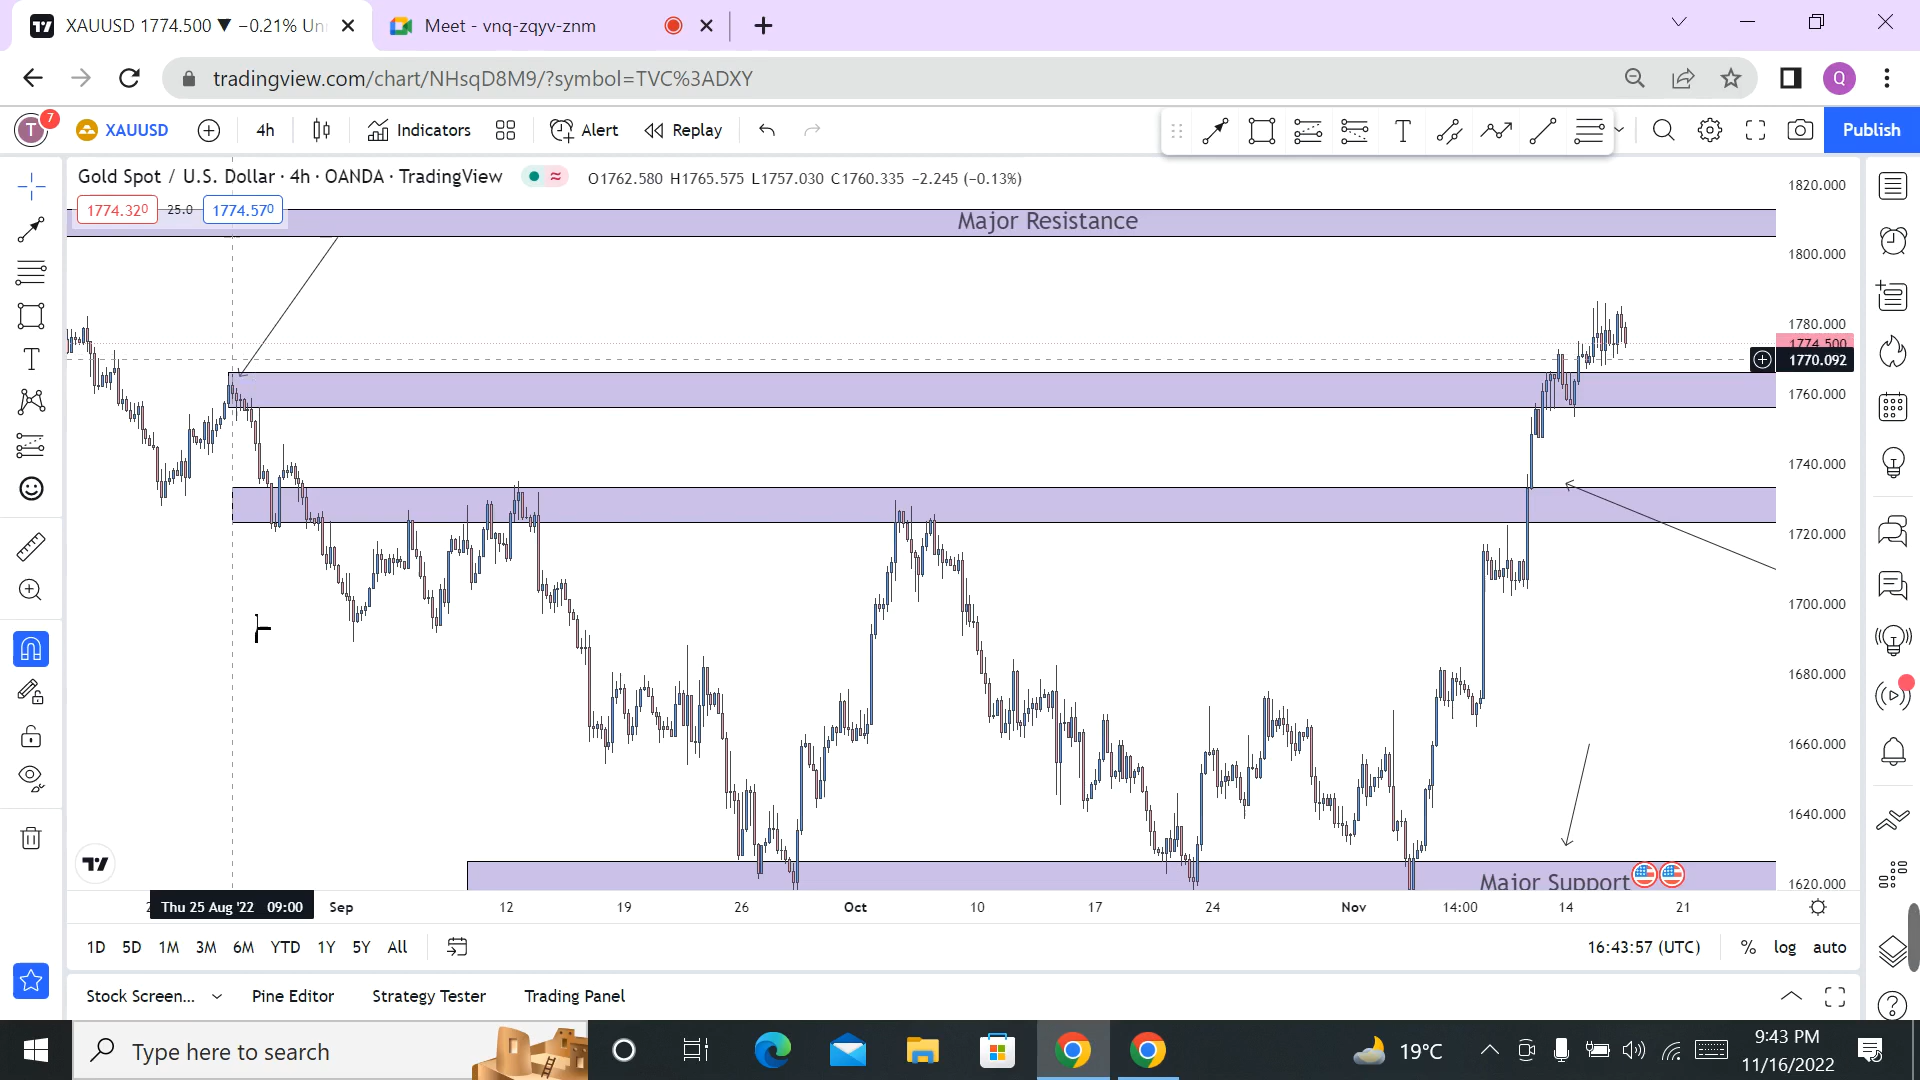 XAUUSD 1774.500 ▼ −0.21% Un
Meet - vnq-zqyv-znm
tradingview.com/chart/NHsqD8M9/?symbol=TVC%3ADXY
Q
T 7
XAUUSD
4h
Indicators
Alert
Replay
Publish
Gold Spot / U.S. Dollar · 4h · OANDA · TradingView
O1762.580 H1765.575 L1757.030 C1760.335 −2.245 (−0.13%)
1774.320 25.0 1774.570
Major Resistance
1820.000
1800.000
1780.000
1774.500
1770.092
1760.000
1740.000
1720.000
1700.000
1680.000
1660.000
1640.000
1620.000
Major Support
Thu 25 Aug '22 09:00 Sep 12 19 26 Oct 10 17 24 Nov 14:00 14 21
1D 5D 1M 3M 6M YTD 1Y 5Y All
16:43:57 (UTC) % log auto
Stock Screen... Pine Editor Strategy Tester Trading Panel
Type here to search
19°C
9:43 PM
11/16/2022